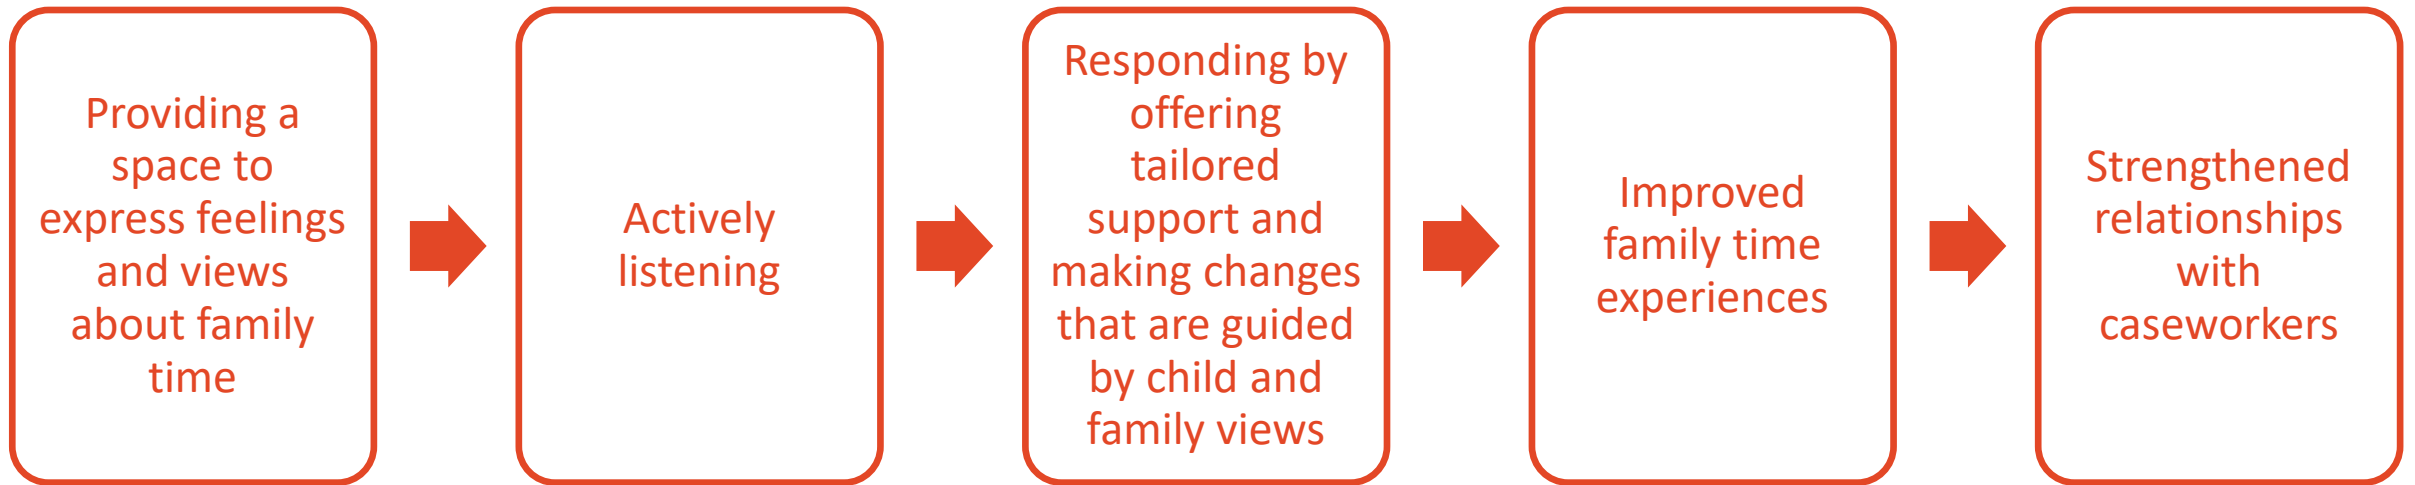 Providing a
space to
express feelings
and views
about family
time
Actively
listening
Responding by
offering
tailored
support and
making changes
that are guided
by child and
family views
Improved
family time
experiences
Strengthened
relationships
with
caseworkers